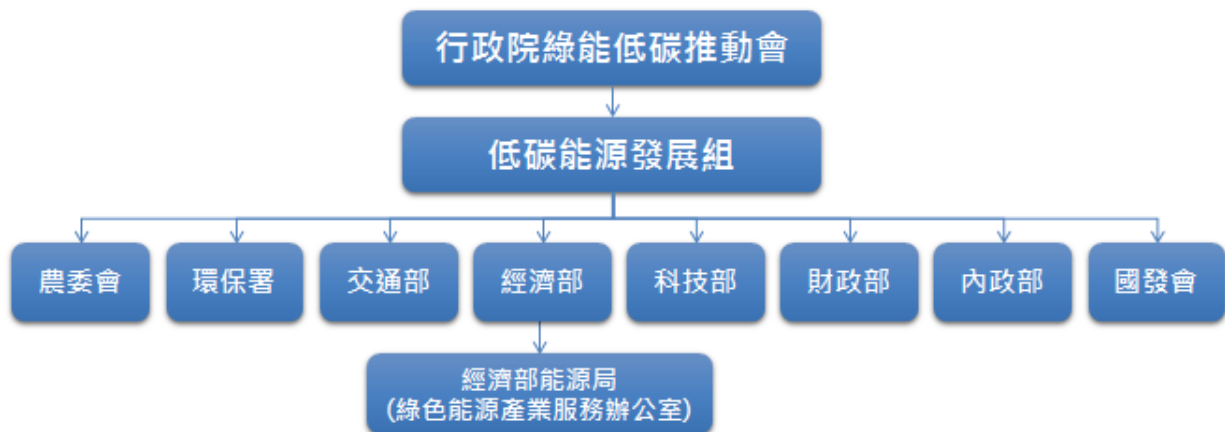 行政院綠能低碳推動會
低碳能源發展組
農委會
環保署
交通部
經濟部
科技部
財政部
內政部
國發會
經濟部能源局
(綠色能源產業服務辦公室)